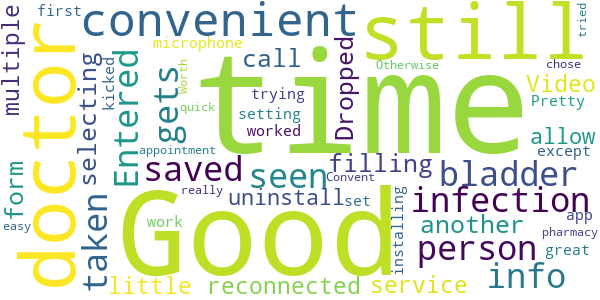 first
convenient
still
tried
multiple
doctor
selecting
kicked
Entered
microphone
gets
Worth
quick
call
time
trying
setting
worked
Dropped
Otherwise
chose
Video
Pretty
allow
except
appointment
saved
seen
filling
Convent
bladder
form
easy
taken
really
Good
uninstall
set
installing
infection
another
app
pharmacy
person
great
work
little
reconnected
service
info